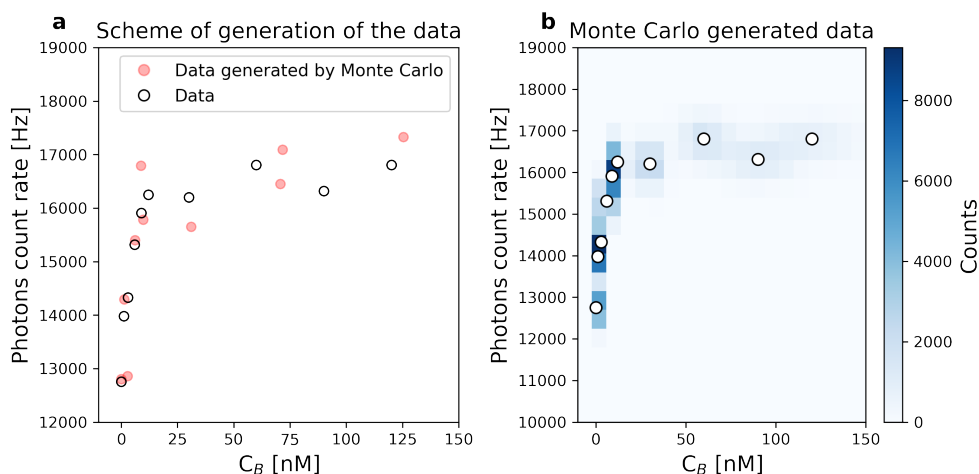 a
Scheme of generation of the data
Data generated by Monte Carlo
Data
Photons count rate [Hz]
19000
18000
17000
16000
15000
14000
13000
12000
0 25 50 75 100 125 150
C_B [nM]
b
Monte Carlo generated data
Photons count rate [Hz]
19000
18000
17000
16000
15000
14000
13000
12000
11000
10000
0 50 100 150
C_B [nM]
8000
6000
4000
2000
0
Counts